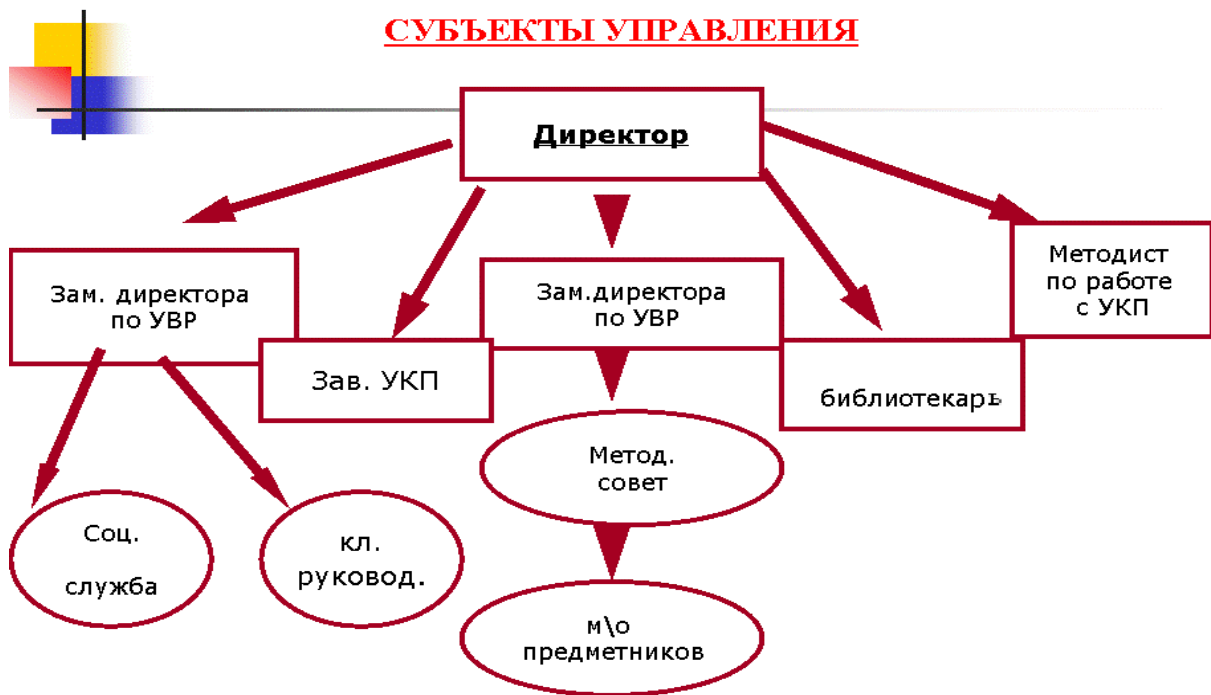 СУБЪЕКТЫ УПРАВЛЕНИЯ
Директор
Зам. директора
по УВР
Зав. УКП
Зам.директора
по УВР
библиотекарь
Методист
по работе
с УКП
Соц.
служба
кл.
руковод.
Метод.
совет
м\о
предметников